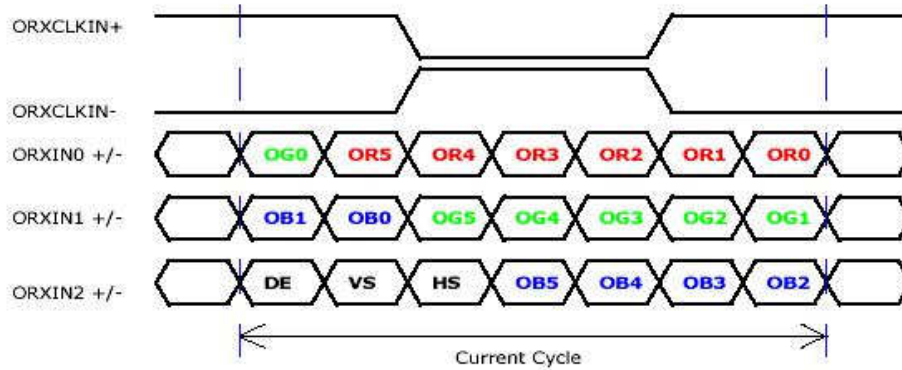 ORXCLKIN+
ORXCLKIN-
ORXIN0 +/- OG0 OR5 OR4 OR3 OR2 OR1 OR0
ORXIN1 +/- OB1 OB0 OG5 OG4 OG3 OG2 OG1
ORXIN2 +/- DE VS HS OB5 OB4 OB3 OB2
Current Cycle